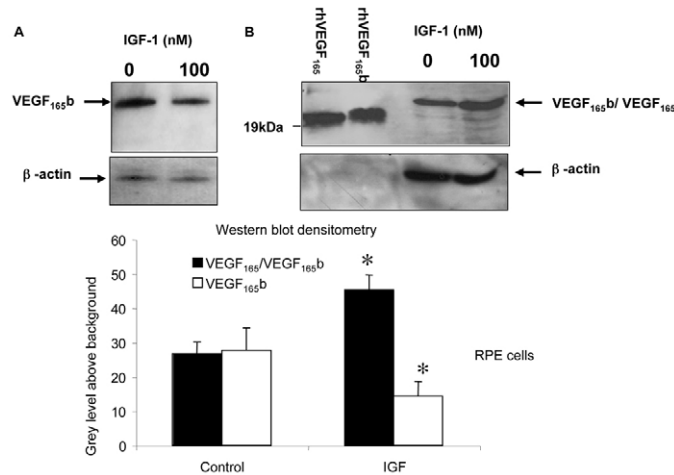 A
IGF-1 (nM)
0 100
VEGF₁₆₅b
β -actin
B
rhVEGF₁₆₅
rhVEGF₁₆₅b
IGF-1 (nM)
0 100
VEGF₁₆₅b/ VEGF₁₆₅
19kDa
β -actin
Western blot densitometry
Grey level above background
60
50
40
30
20
10
0
VEGF₁₆₅/VEGF₁₆₅b
VEGF₁₆₅b
*
*
RPE cells
Control
IGF